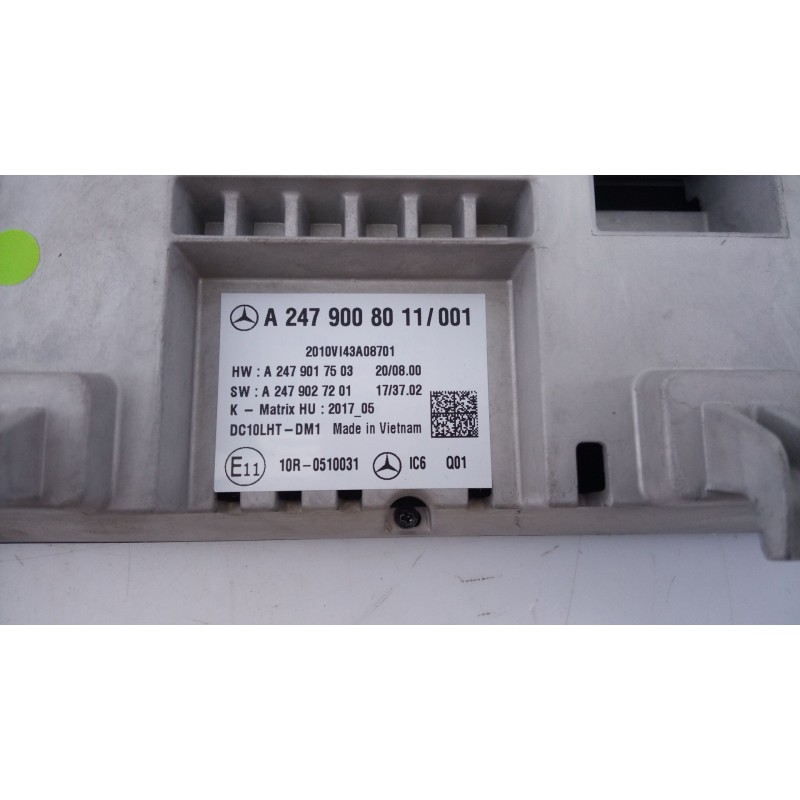 A 247 900 80 11/001
2010VI43A08701
HW : A 247 901 75 03 20/08.00
SW : A 247 902 72 01 17/37.02
K - Matrix HU : 2017_05
DC10LHT-DM1 Made in Vietnam
E11 10R-0510031 IC6 Q01